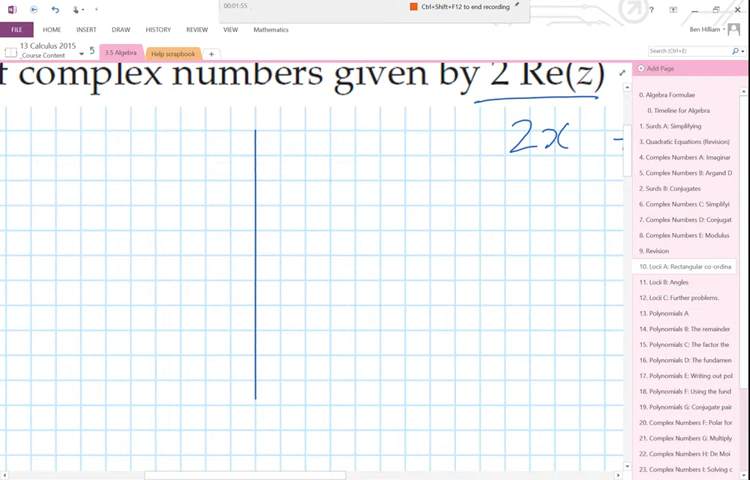 00:01:55
Ctrl+Shift+F12 to end recording
?
Ben Hilliam
FILE HOME INSERT DRAW HISTORY REVIEW VIEW Mathematics
13 Calculus 2015
_Course Content
5
3.5 Algebra
Help scrapbook
+
Search (Ctrl+E)
Add Page
0. Algebra Formulae
0. Timeline for Algebra
1. Surds A: Simplifying
3. Quadratic Equations (Revision)
4. Complex Numbers A: Imaginar
5. Complex Numbers B: Argand D
2. Surds B: Conjugates
6. Complex Numbers C: Simplifyi
7. Complex Numbers D: Conjugat
8. Complex Numbers E: Modulus
9. Revision
10. Locii A: Rectangular co-ordina
11. Locii B: Angles
12. Locii C: Further problems.
13. Polynomials A
14. Polynomials B: The remainder
15. Polynomials C: The factor the
16. Polynomials D: The fundamen
17. Polynomials E: Writing out pol
18. Polynomials F: Using the fund
19. Polynomials G: Conjugate pair
20. Complex Numbers F: Polar for
21. Complex Numbers G: Multiply
22. Complex Numbers H: De Moi
23. Complex Numbers I: Solving c
f complex numbers given by 2 Re(z)
2x